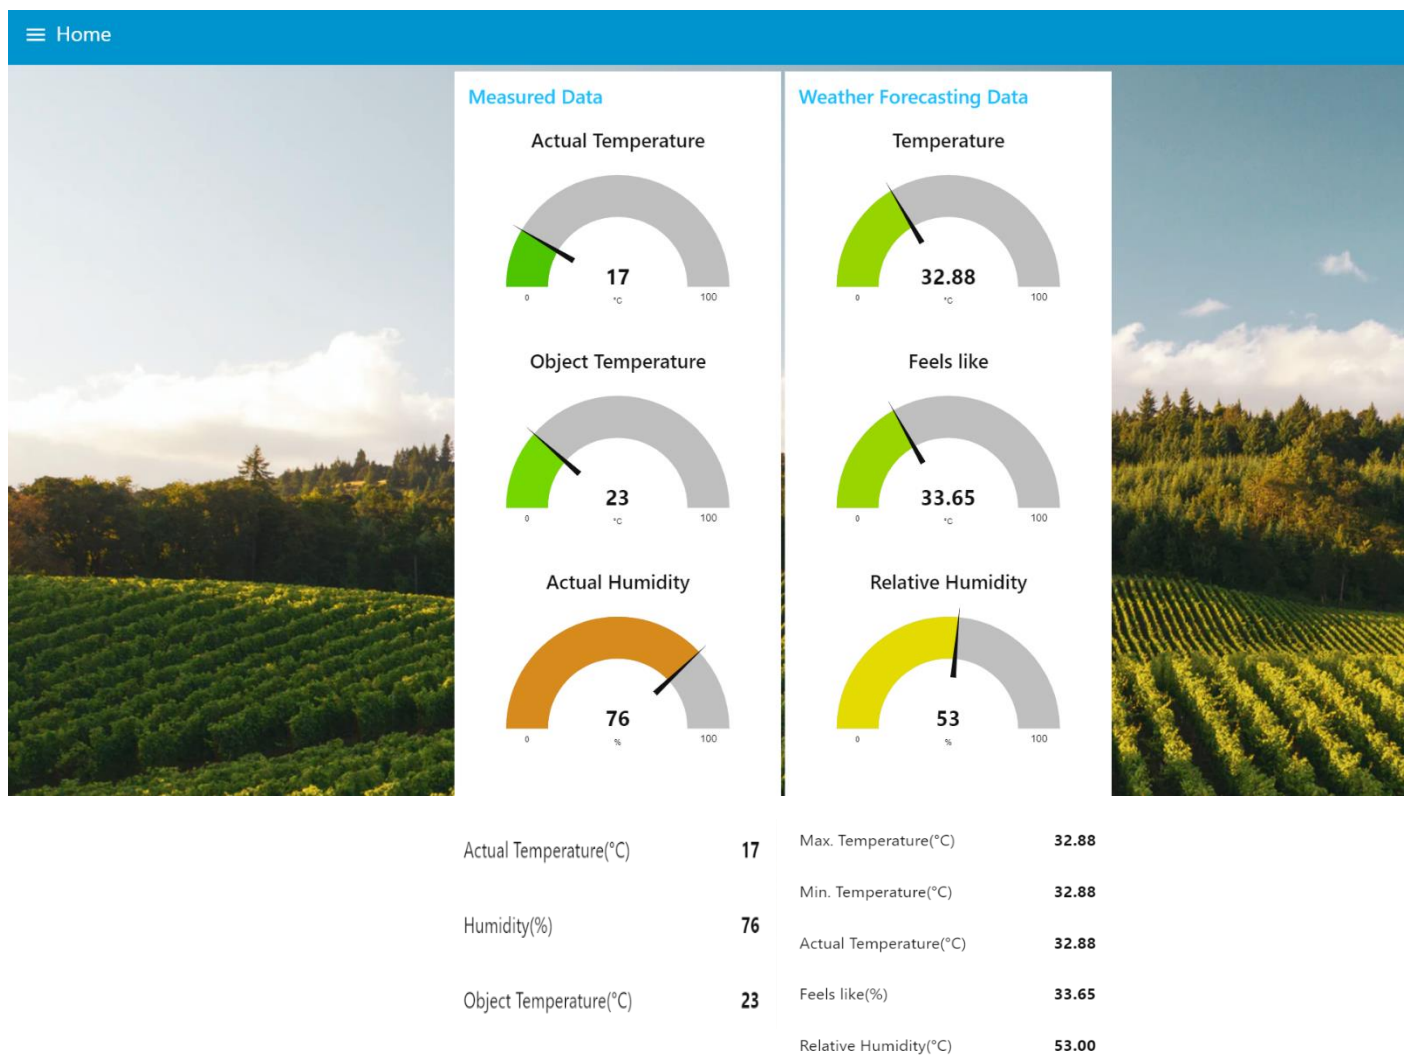 Home
Measured Data
Actual Temperature
17
°C
0
100
Object Temperature
23
°C
0
100
Actual Humidity
76
%
0
100
Weather Forecasting Data
Temperature
32.88
°C
0
100
Feels like
33.65
°C
0
100
Relative Humidity
53
%
0
100
Actual Temperature(°C) 17
Humidity(%) 76
Object Temperature(°C) 23
Max. Temperature(°C) 32.88
Min. Temperature(°C) 32.88
Actual Temperature(°C) 32.88
Feels like(%) 33.65
Relative Humidity(°C) 53.00